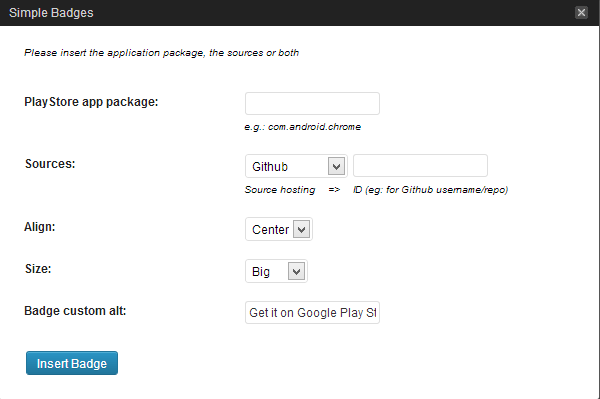 Simple Badges
Please insert the application package, the sources or both
PlayStore app package:
e.g.: com.android.chrome
Sources: Github
Source hosting => ID (eg: for Github username/repo)
Align: Center
Size: Big
Badge custom alt: Get it on Google Play St
Insert Badge